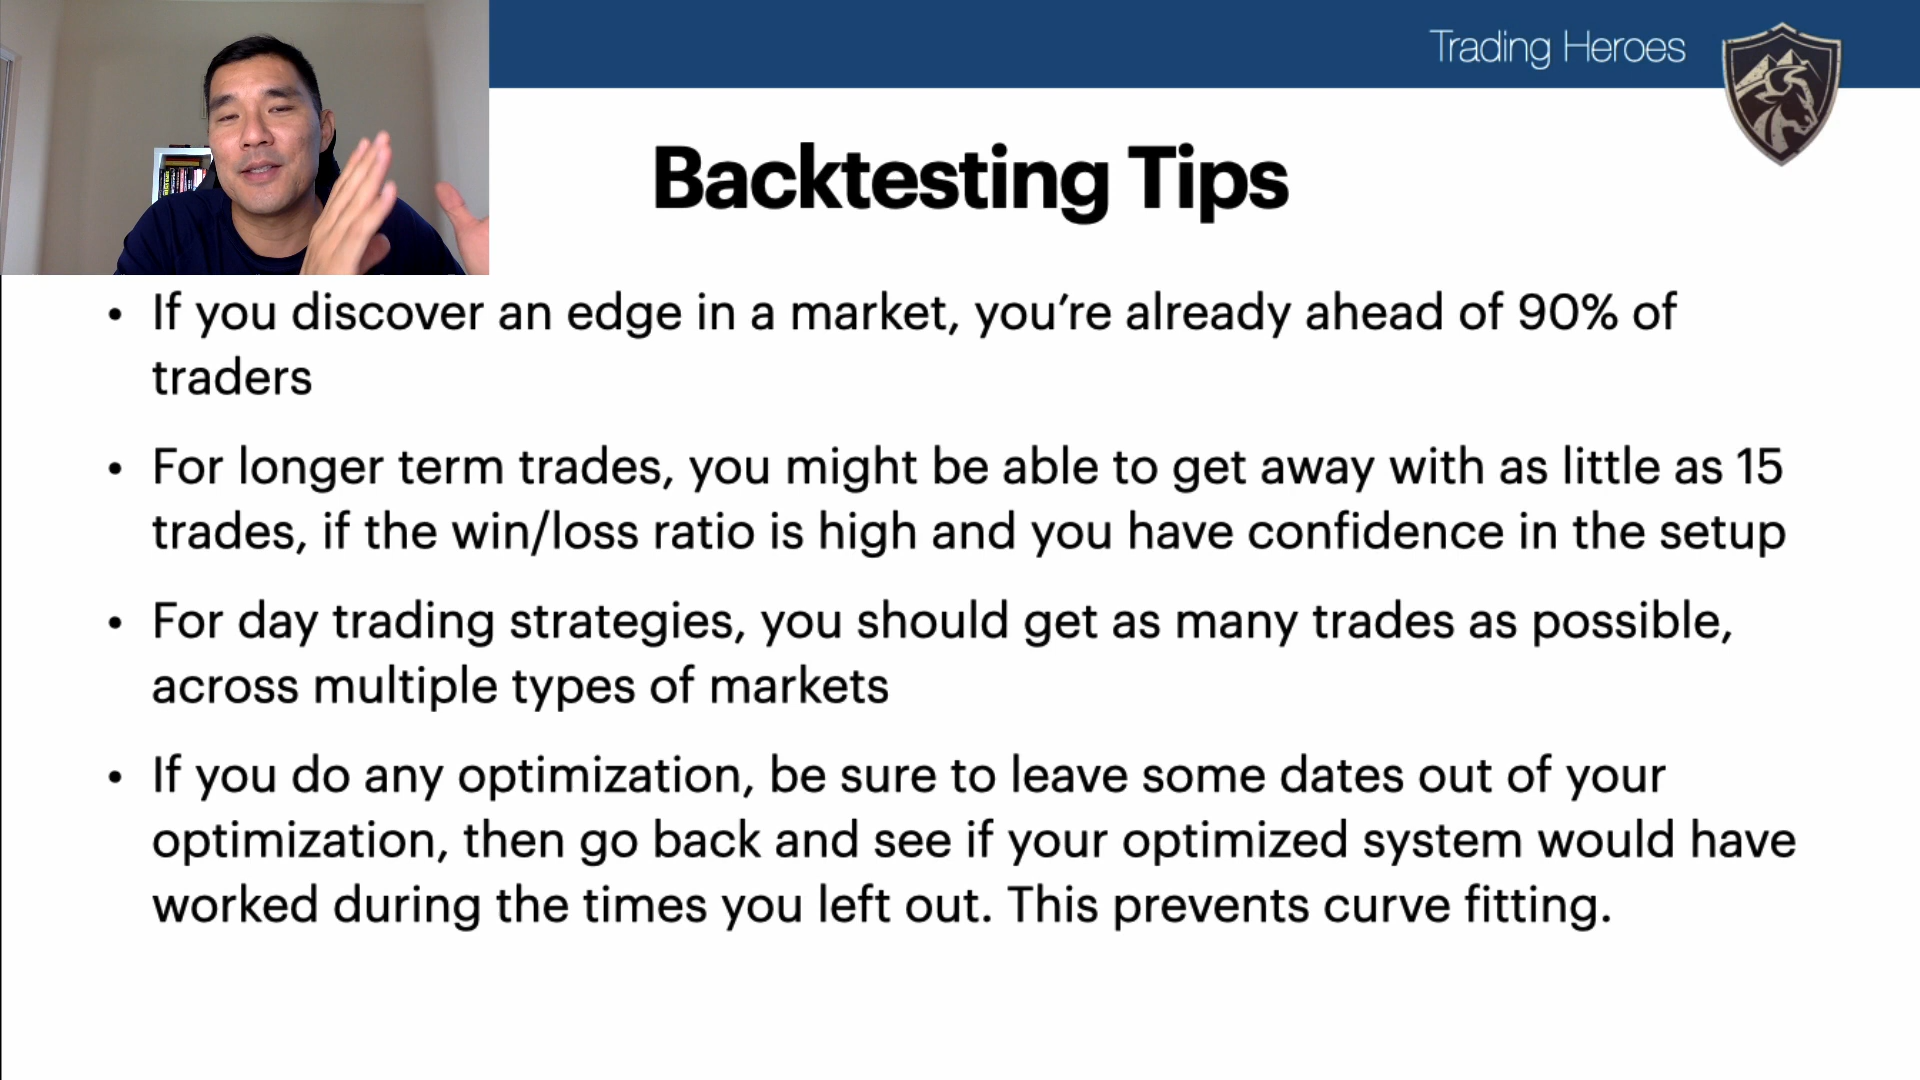 Trading Heroes
Backtesting Tips
• If you discover an edge in a market, you’re already ahead of 90% of
traders
• For longer term trades, you might be able to get away with as little as 15
trades, if the win/loss ratio is high and you have confidence in the setup
• For day trading strategies, you should get as many trades as possible,
across multiple types of markets
• If you do any optimization, be sure to leave some dates out of your
optimization, then go back and see if your optimized system would have
worked during the times you left out. This prevents curve fitting.